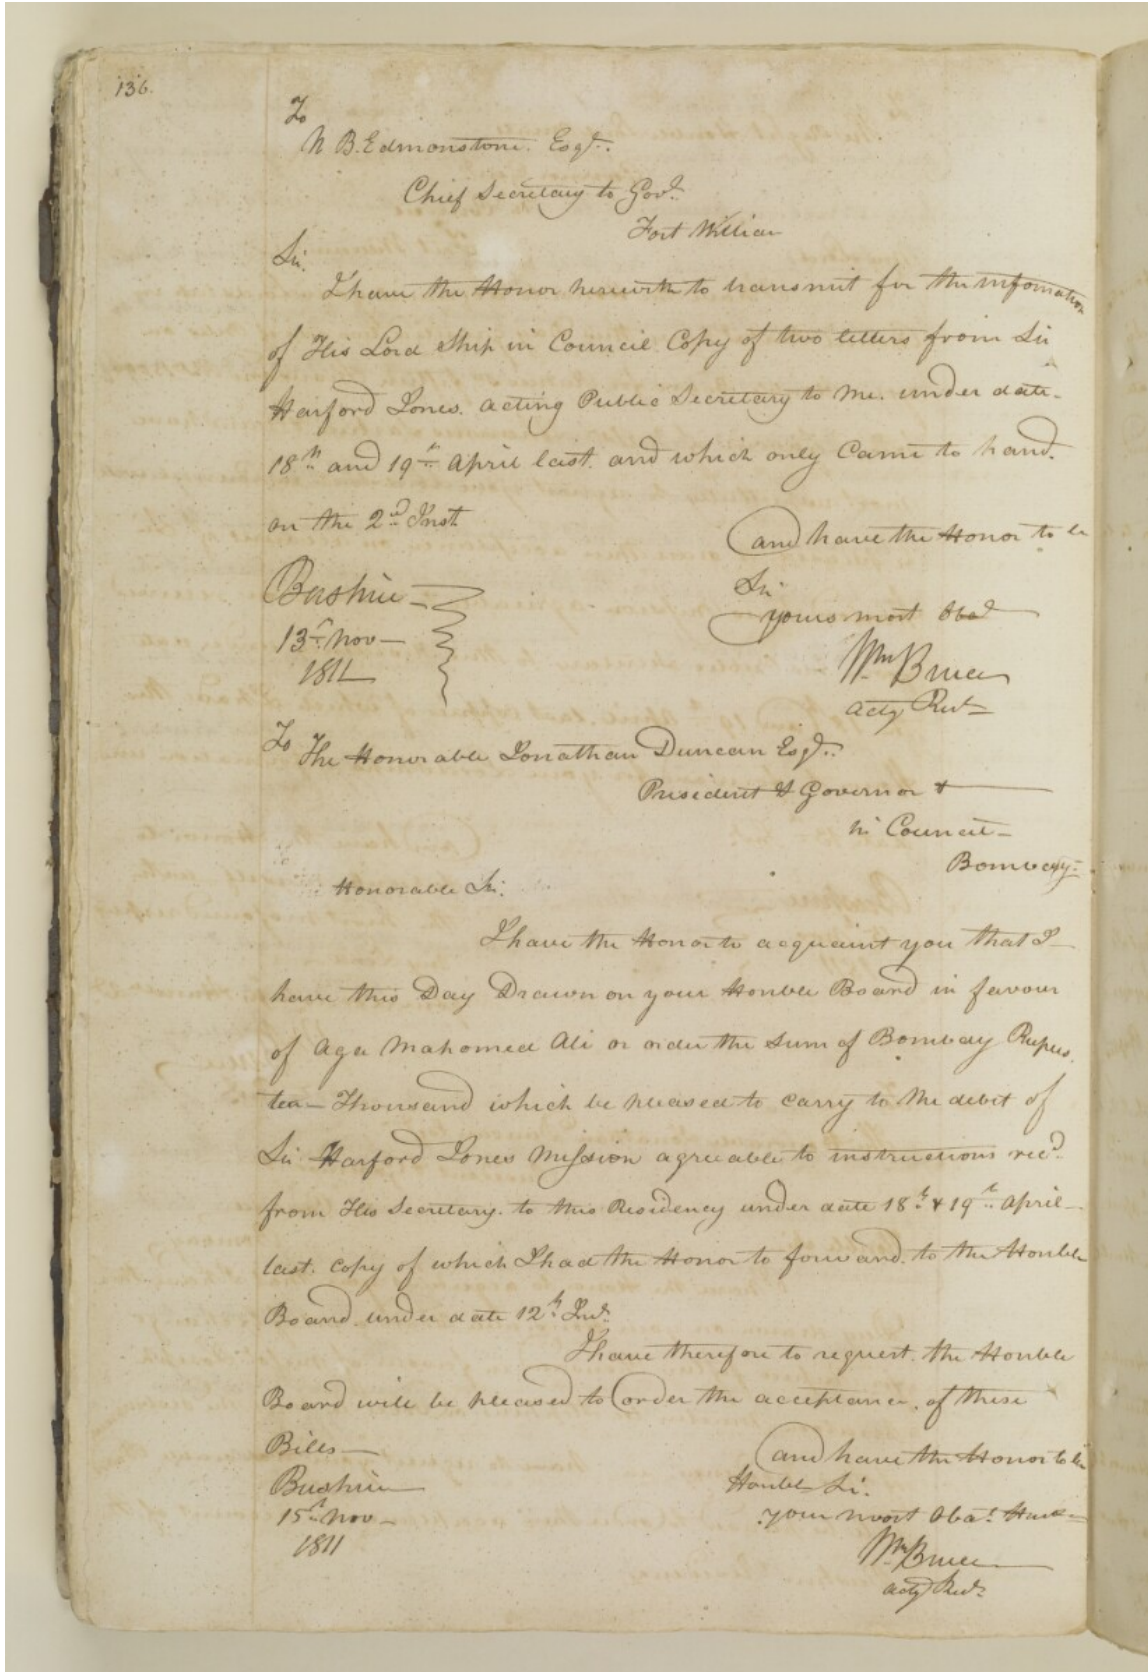 136.
To
N B. Edmonstone. Esqr.
Chief Secretary to Govt.
Fort William
Sir.
I have the Honor herewith to transmit for the information
of His Lord Ship in Council Copy of two letters from Sir
Harford Jones. acting Public Secretary to me. under date
18th and 19th April last. and which only Came to hand.
on the 2nd Inst
and have the Honor to be
Sir
yours most Obed
Bushire
13th Nov
1811
Wm Bruce
actg Rest
To The Honorable Jonathan Duncan Esqr.
President & Governor &
in Council
Bombay.
Honorable Sir.
I have the Honor to acquaint you that I
have this Day Drawn on your Honble Board in favour
of Aga Mahomed Ali or order the Sum of Bombay Rupees.
ten Thousand which be pleased to carry to the debit of
Sir Harford Jones Mission agreeable to instructions recd.
from His Secretary. to this Residency under date 18th & 19th April
last. copy of which I had the Honor to forward. to the Honble
Board. under date 12th Inst.
I have therefore to request. the Honble
Board will be pleased to order the acceptance. of these
Bills
and have the Honor to be
Honble Sir.
your most Obdt. Hue
Bushire
15th Nov
1811
Wm Bruce
actg Rest